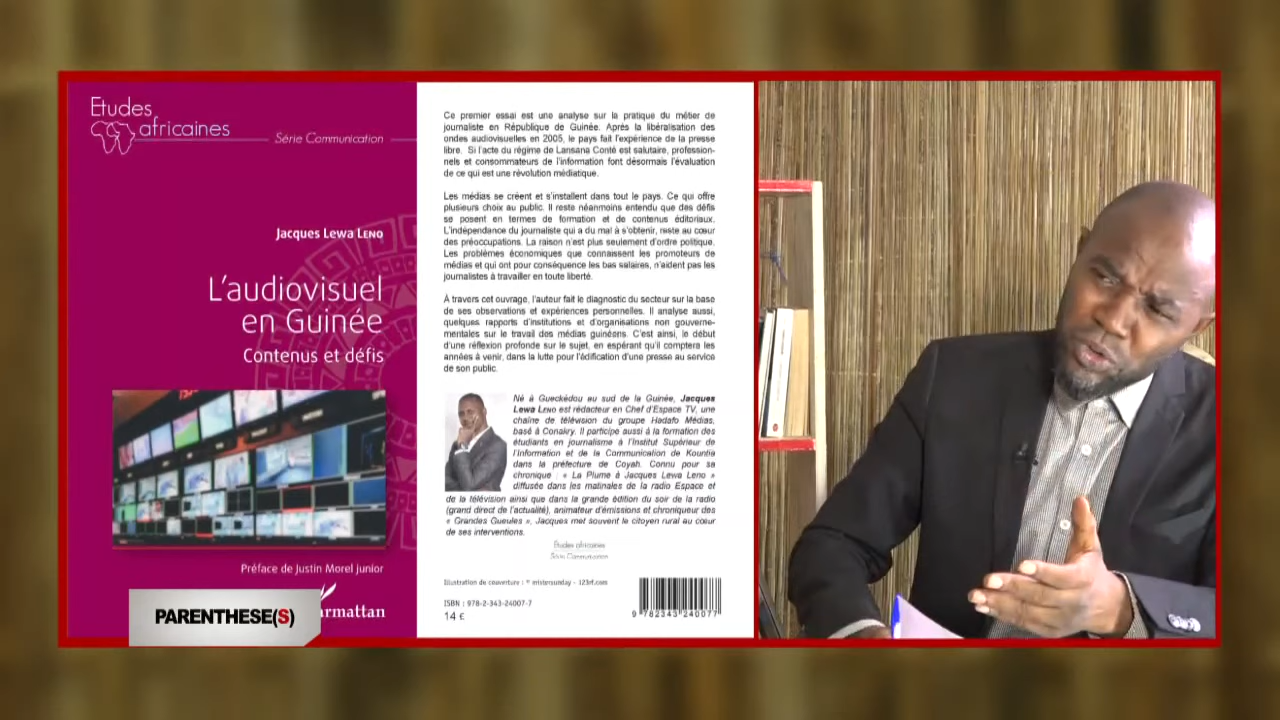 Etudes
africaines
Série Communication
Jacques Lewa LENO
L'audiovisuel
en Guinée
Contenus et défis
Préface de Justin Morel junior
armattan
PARENTHESE(S)
Ce premier essai est une analyse sur la pratique du métier de
journaliste en République de Guinée. Après la libéralisation des
ondes audiovisuelles en 2005, le pays fait l'expérience de la presse
libre. Si l'acte du régime de Lansana Conté est salutaire, profession-
nels et consommateurs de l'information font désormais l'évaluation
de ce qui est une révolution médiatique.
Les médias se créent et s'installent dans tout le pays. Ce qui offre
plusieurs choix au public. Il reste néanmoins entendu que des défis
se posent en termes de formation et de contenus éditoriaux.
L'indépendance du journaliste qui a du mal à s'obtenir, reste au cœur
des préoccupations. La raison n'est plus seulement d'ordre politique.
Les problèmes économiques que connaissent les promoteurs de
médias et qui ont pour conséquence les bas salaires, n'aident pas les
journalistes à travailler en toute liberté.
À travers cet ouvrage, l'auteur fait le diagnostic du secteur sur la base
de ses observations et expériences personnelles. Il analyse aussi,
quelques rapports d'institutions et d'organisations non gouverne-
mentales sur le travail des médias guinéens. C'est ainsi, le début
d'une réflexion profonde sur le sujet, en espérant qu'il comptera les
années à venir, dans la lutte pour l'édification d'une presse au service
de son public.
Né à Gueckédou au sud de la Guinée, Jacques
Lewa LENO est rédacteur en Chef d'Espace TV, une
chaîne de télévision du groupe Hadafo Médias,
basé à Conakry. Il participe aussi à la formation des
étudiants en journalisme à l'Institut Supérieur de
l'Information et de la Communication de Kountia
dans la préfecture de Coyah. Connu pour sa
chronique : « La Plume à Jacques Lewa Leno »
diffusée dans les matinales de la radio Espace et
de la télévision ainsi que dans la grande édition du soir de la radio
(grand direct de l'actualité), animateur d'émissions et chroniqueur des
« Grandes Gueules », Jacques met souvent le citoyen rural au cœur
de ses interventions.
Etudes africaines
Série Communication
Illustration de couverture : © mistersunday - 123rf.com
ISBN : 978-2-343-24007-7
14 €
9 782343 240077